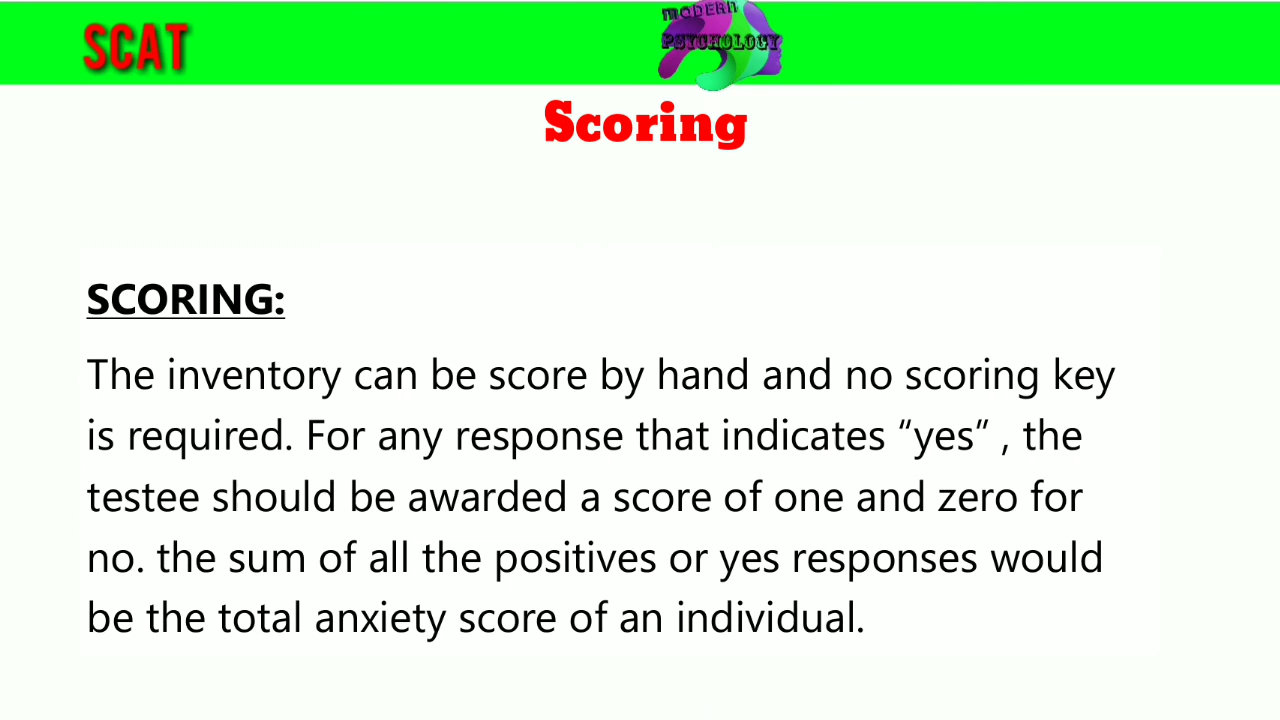 SCAT
MODERN
PSYCHOLOGY
Scoring
SCORING:
The inventory can be score by hand and no scoring key
is required. For any response that indicates “yes” , the
testee should be awarded a score of one and zero for
no. the sum of all the positives or yes responses would
be the total anxiety score of an individual.